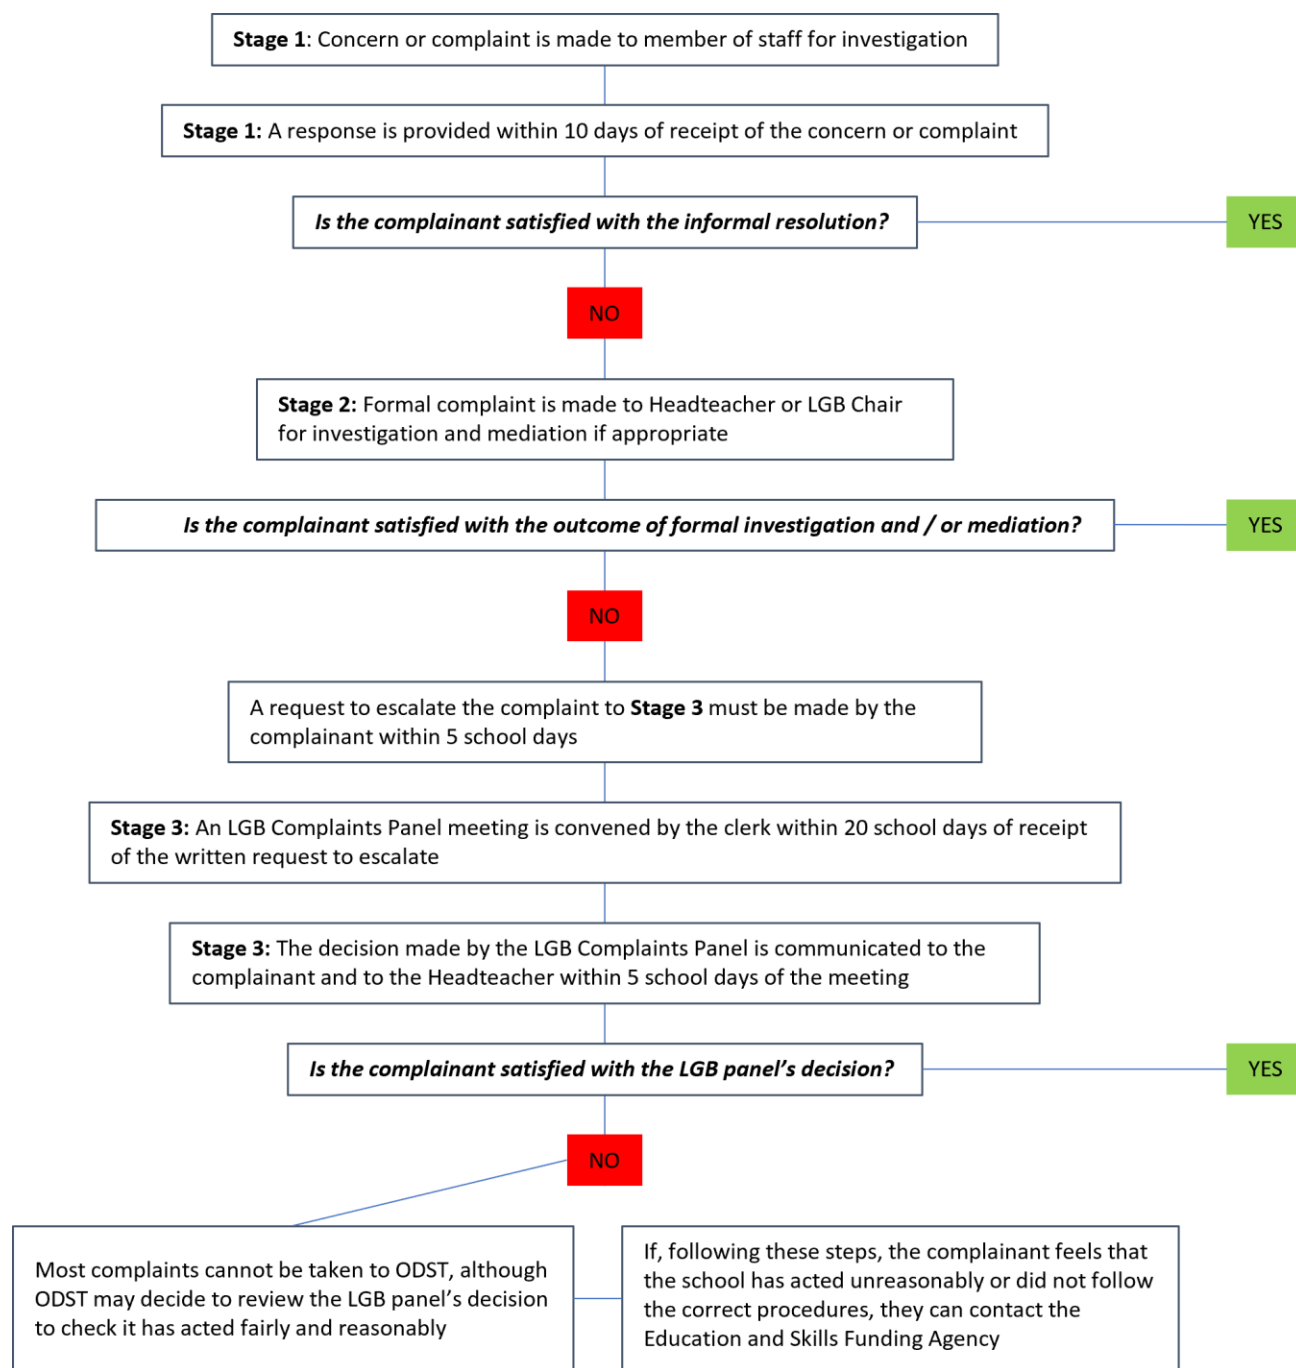 Stage 1: Concern or complaint is made to member of staff for investigation
Stage 1: A response is provided within 10 days of receipt of the concern or complaint
Is the complainant satisfied with the informal resolution?
YES
NO
Stage 2: Formal complaint is made to Headteacher or LGB Chair
for investigation and mediation if appropriate
Is the complainant satisfied with the outcome of formal investigation and / or mediation?
YES
NO
A request to escalate the complaint to Stage 3 must be made by the
complainant within 5 school days
Stage 3: An LGB Complaints Panel meeting is convened by the clerk within 20 school days of receipt
of the written request to escalate
Stage 3: The decision made by the LGB Complaints Panel is communicated to the
complainant and to the Headteacher within 5 school days of the meeting
Is the complainant satisfied with the LGB panel’s decision?
YES
NO
Most complaints cannot be taken to ODST, although
ODST may decide to review the LGB panel’s decision
to check it has acted fairly and reasonably
If, following these steps, the complainant feels that
the school has acted unreasonably or did not follow
the correct procedures, they can contact the
Education and Skills Funding Agency